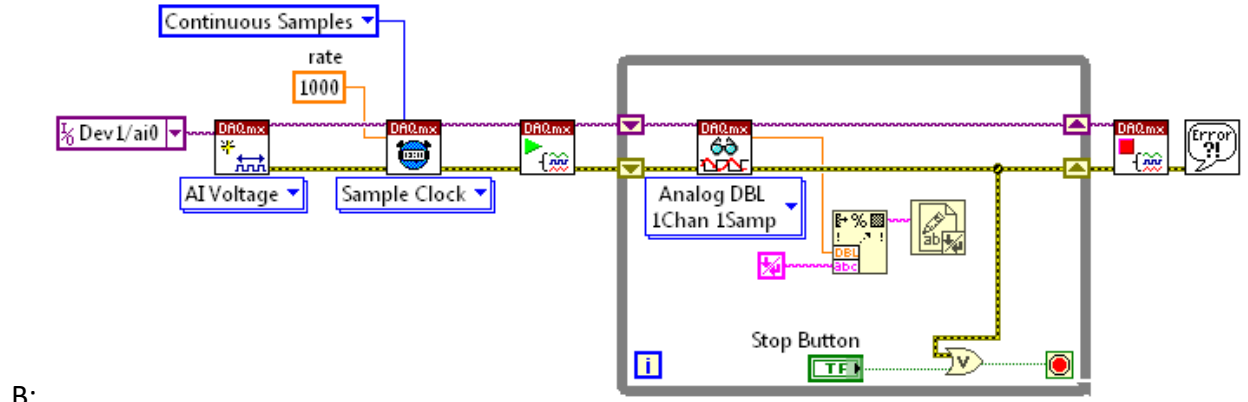 Continuous Samples
rate
1000
I/O Dev1/ai0
DAQmx
DAQmx
DAQmx
DAQmx
DAQmx
Error
?!
AI Voltage
Sample Clock
Analog DBL
1Chan 1Samp
%
DBL
abc
ab
Stop Button
i
TF
V
B: